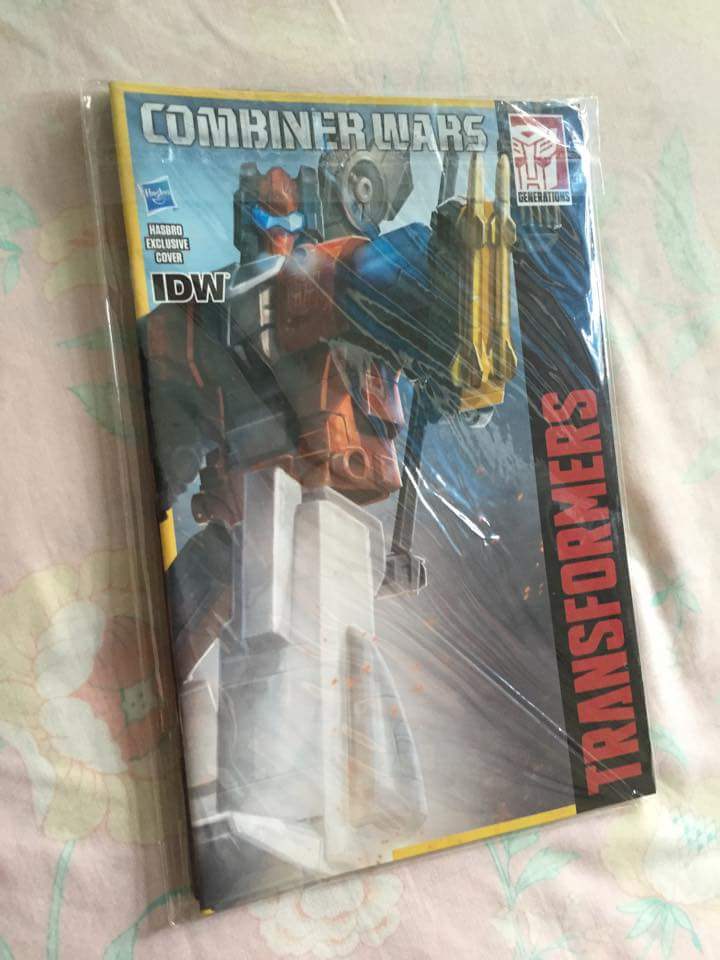 COMBINER WARS
Hasbro
HASBRO
EXCLUSIVE
COVER
IDW
GENERATIONS
TRANSFORMERS